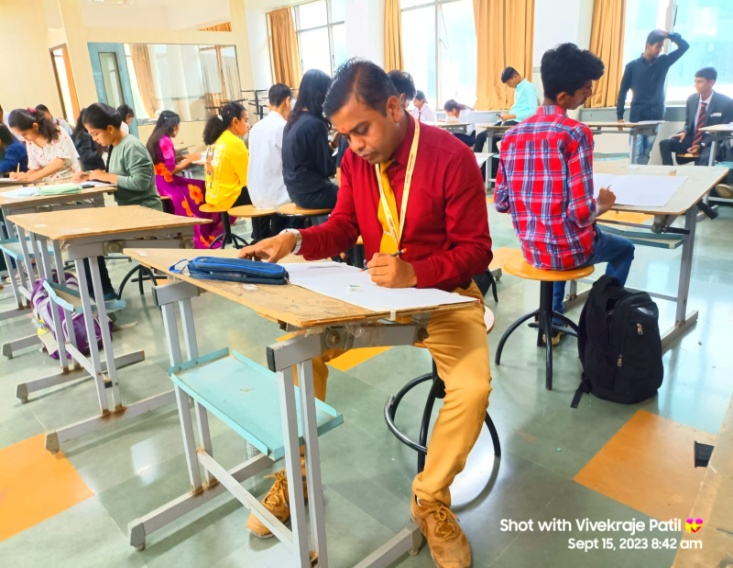 Shot with Vivekraje Patil 💝
Sept 15, 2023 8:42 am